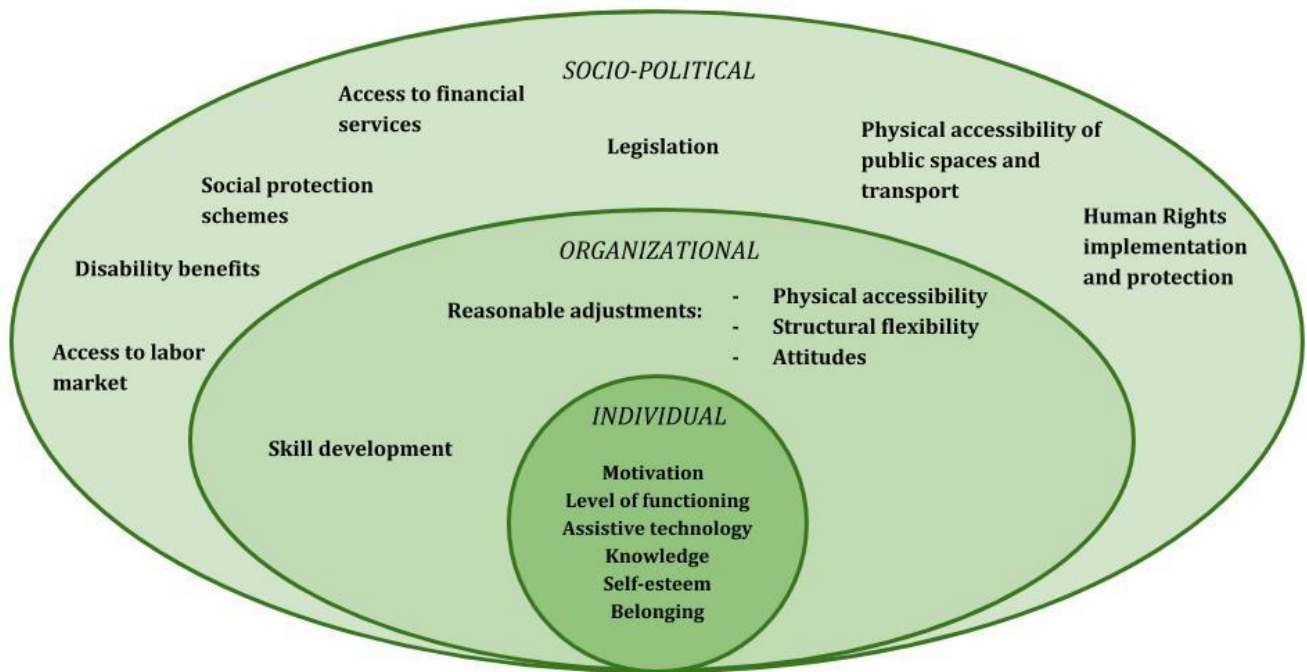 SOCIO-POLITICAL
Access to financial
services
Legislation
Physical accessibility of
public spaces and
transport
Social protection
schemes
Human Rights
implementation
and protection
Disability benefits
Access to labor
market
ORGANIZATIONAL
Reasonable adjustments:
- Physical accessibility
- Structural flexibility
- Attitudes
Skill development
INDIVIDUAL
Motivation
Level of functioning
Assistive technology
Knowledge
Self-esteem
Belonging